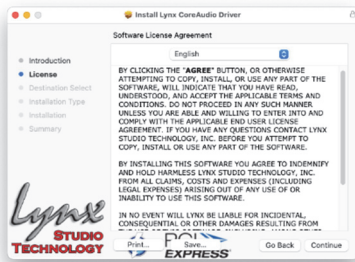 Install Lynx CoreAudio Driver
Software License Agreement
English
Introduction
License
Destination Select
Installation Type
Installation
Summary
BY CLICKING THE "AGREE" BUTTON, OR OTHERWISE
ATTEMPTING TO COPY, INSTALL, OR USE ANY PART OF THE
SOFTWARE, WILL INDICATE THAT YOU HAVE READ,
UNDERSTOOD, AND ACCEPT THE APPLICABLE TERMS AND
CONDITIONS. DO NOT PROCEED IN ANY SUCH MANNER
UNLESS YOU ARE ABLE AND WILLING TO ENTER INTO AND
COMPLY WITH THE APPLICABLE END USER LICENSE
AGREEMENT. IF YOU HAVE ANY QUESTIONS CONTACT LYNX
STUDIO TECHNOLOGY, INC. BEFORE YOU ATTEMPT TO
COPY, INSTALL OR USE ANY PART OF THE SOFTWARE.
BY INSTALLING THIS SOFTWARE YOU AGREE TO INDEMNIFY
AND HOLD HARMLESS LYNX STUDIO TECHNOLOGY, INC.
FROM ALL CLAIMS, COSTS AND EXPENSES (INCLUDING
LEGAL EXPENSES) ARISING OUT OF ANY USE OF OR
INABILITY TO USE THIS SOFTWARE.
IN NO EVENT WILL LYNX BE LIABLE FOR INCIDENTAL,
CONSEQUENTIAL OR OTHER DAMAGES RESULTING FROM
Lynx
STUDIO
TECHNOLOGY
PCI
EXPRESS
Print...
Save...
Go Back
Continue